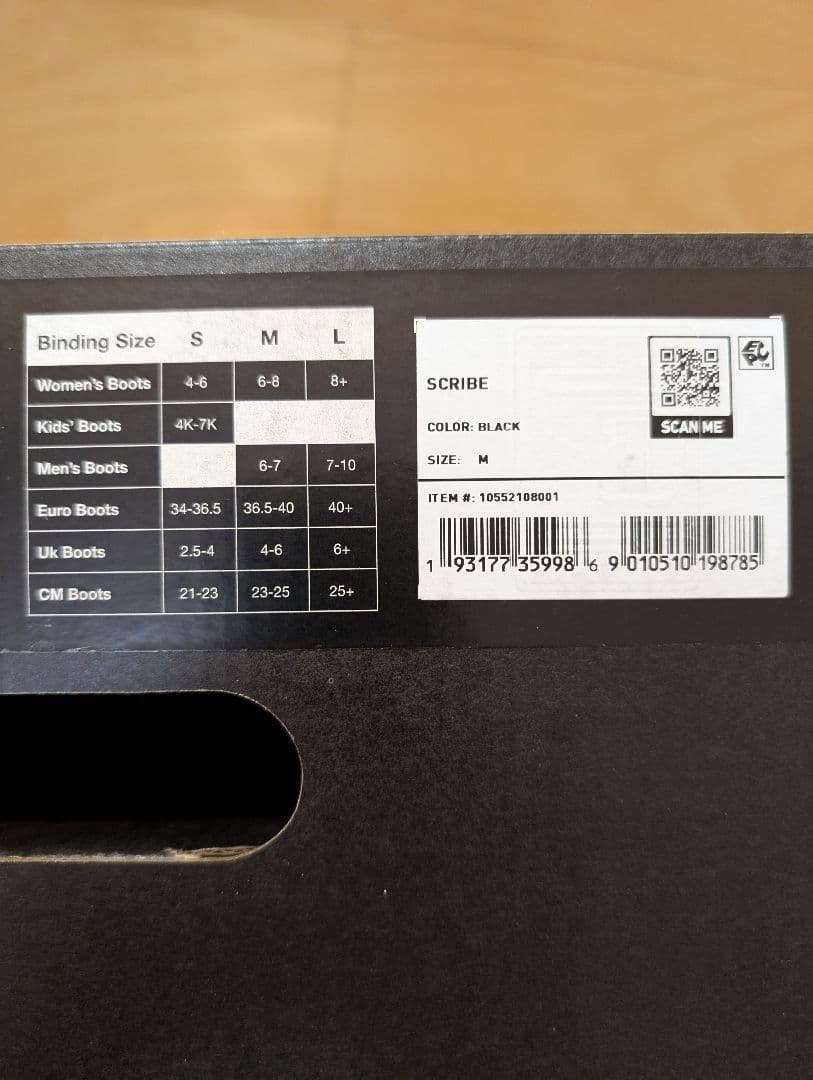 Binding Size S M L
Women's Boots 4-6 6-8 8+
Kids' Boots 4K-7K
Men's Boots 6-7 7-10
Euro Boots 34-36.5 36.5-40 40+
Uk Boots 2.5-4 4-6 6+
CM Boots 21-23 23-25 25+
SCRIBE
COLOR: BLACK
SIZE: M
SCAN ME
TM
ITEM #: 10552108001
1 93177 35998 6 9 010510 198785